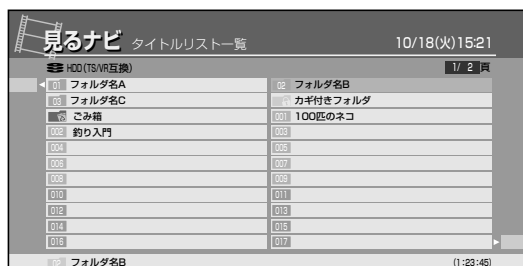 見るナビ タイトルリスト一覧 10/18(火)15:21
HDD(TS/VR互換) 1/ 2 頁
01 フォルダ名A 02 フォルダ名B
03 フォルダ名C カギ付きフォルダ
ごみ箱 001 100匹のネコ
002 釣り入門 003
004 005
006 007
008 009
010 011
012 013
014 015
016 017
02 フォルダ名B (1:23:45)